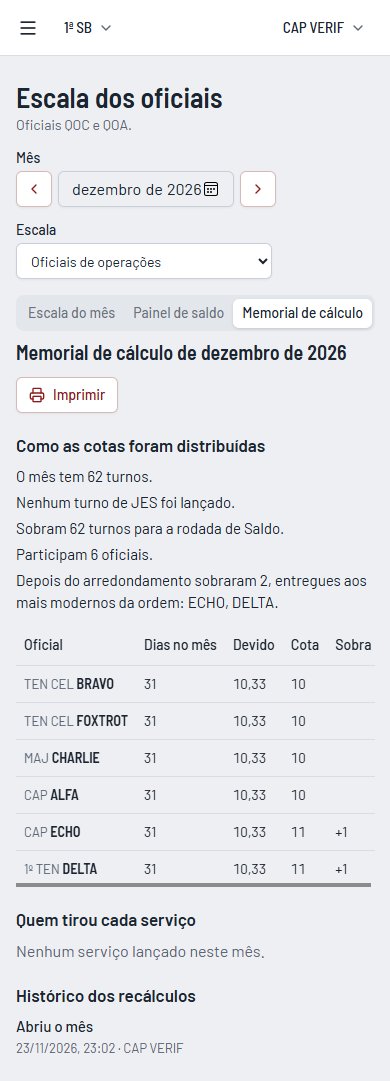 1ª SB
CAP VERIF
Escala dos oficiais
Oficiais QOC e QOA.
Mês
dezembro de 2026
Escala
Oficiais de operações
Escala do mês Painel de saldo Memorial de cálculo
Memorial de cálculo de dezembro de 2026
Imprimir
Como as cotas foram distribuídas
O mês tem 62 turnos.
Nenhum turno de JES foi lançado.
Sobram 62 turnos para a rodada de Saldo.
Participam 6 oficiais.
Depois do arredondamento sobraram 2, entregues aos
mais modernos da ordem: ECHO, DELTA.
Oficial Dias no mês Devido Cota Sobra
TEN CEL BRAVO 31 10,33 10
TEN CEL FOXTROT 31 10,33 10
MAJ CHARLIE 31 10,33 10
CAP ALFA 31 10,33 10
CAP ECHO 31 10,33 11 +1
1º TEN DELTA 31 10,33 11 +1
Quem tirou cada serviço
Nenhum serviço lançado neste mês.
Histórico dos recálculos
Abriu o mês
23/11/2026, 23:02 · CAP VERIF